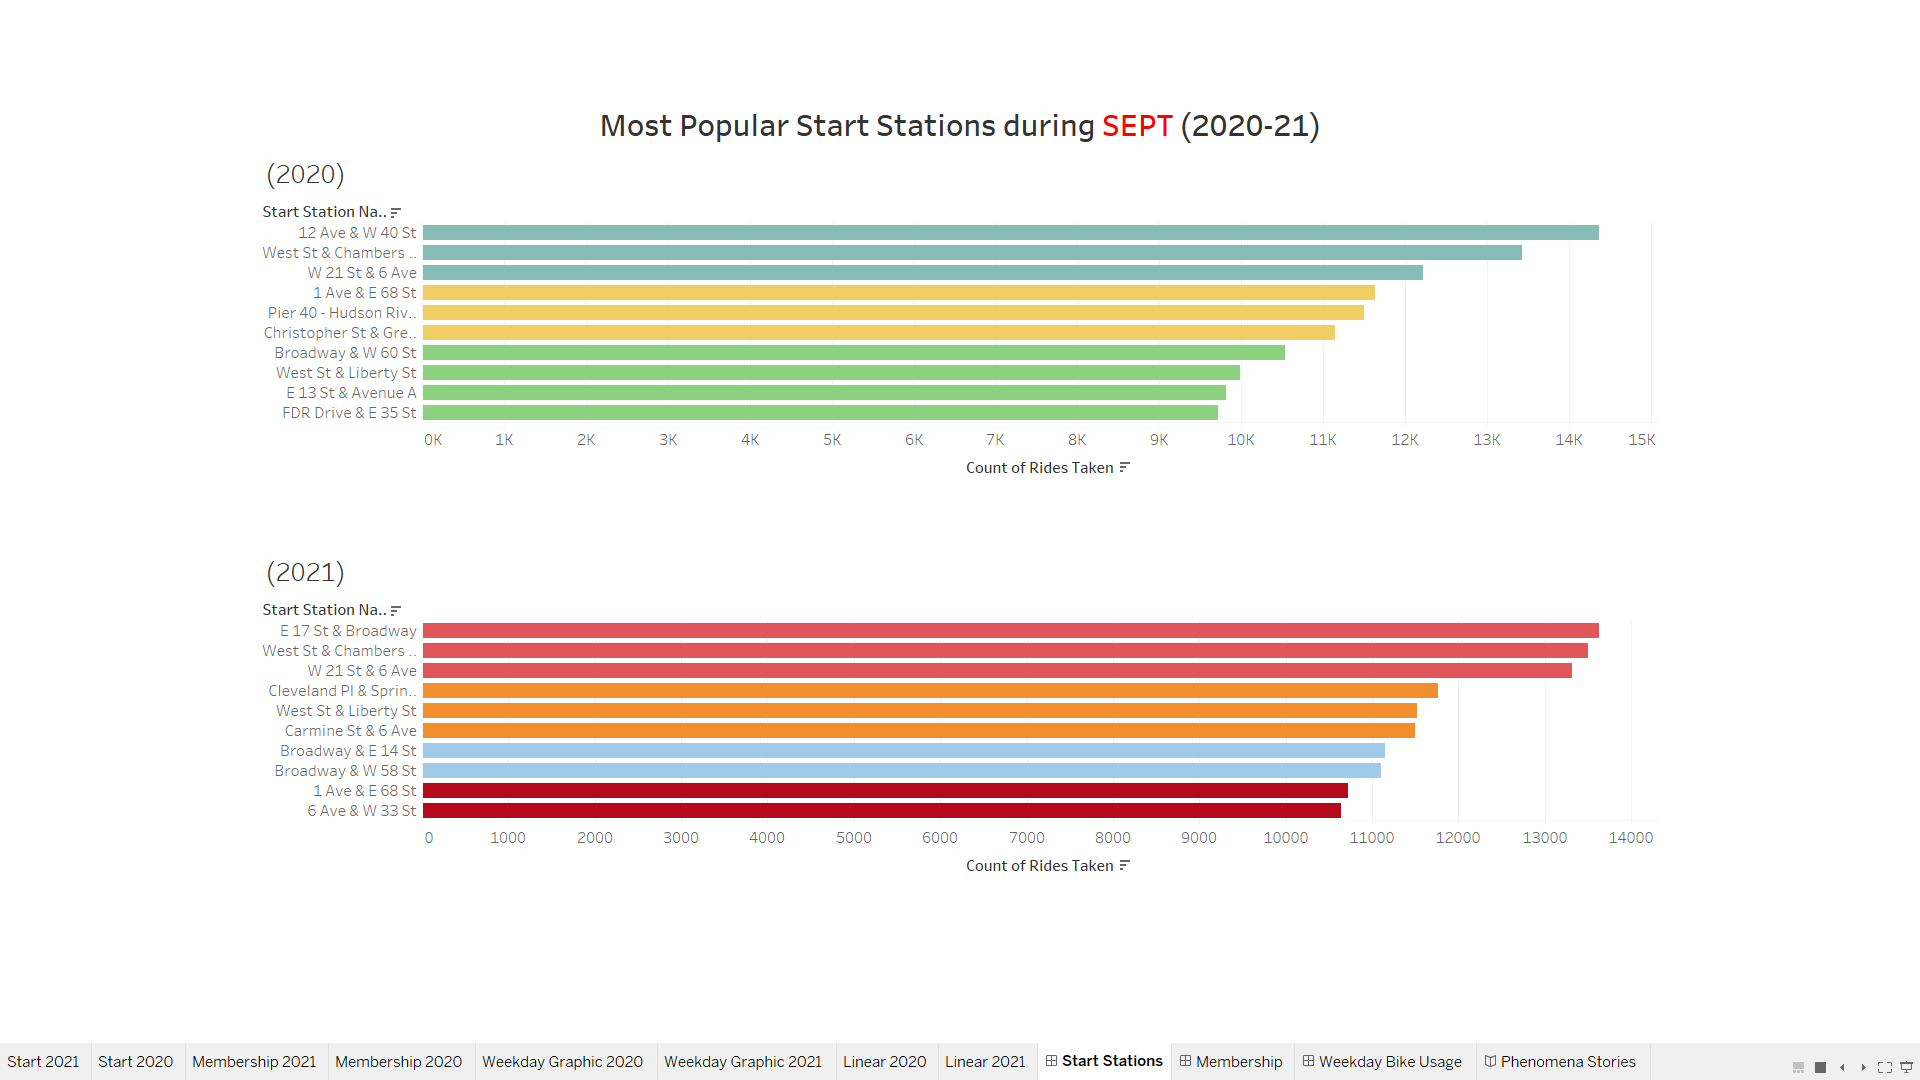 Most Popular Start Stations during SEPT (2020-21)
(2020)
Start Station Na..
12 Ave & W 40 St
West St & Chambers ..
W 21 St & 6 Ave
1 Ave & E 68 St
Pier 40 - Hudson Riv..
Christopher St & Gre..
Broadway & W 60 St
West St & Liberty St
E 13 St & Avenue A
FDR Drive & E 35 St
0K 1K 2K 3K 4K 5K 6K 7K 8K 9K 10K 11K 12K 13K 14K 15K
Count of Rides Taken
(2021)
Start Station Na..
E 17 St & Broadway
West St & Chambers ..
W 21 St & 6 Ave
Cleveland Pl & Sprin..
West St & Liberty St
Carmine St & 6 Ave
Broadway & E 14 St
Broadway & W 58 St
1 Ave & E 68 St
6 Ave & W 33 St
0 1000 2000 3000 4000 5000 6000 7000 8000 9000 10000 11000 12000 13000 14000
Count of Rides Taken
Start 2021 Start 2020 Membership 2021 Membership 2020 Weekday Graphic 2020 Weekday Graphic 2021 Linear 2020 Linear 2021 Start Stations Membership Weekday Bike Usage Phenomena Stories